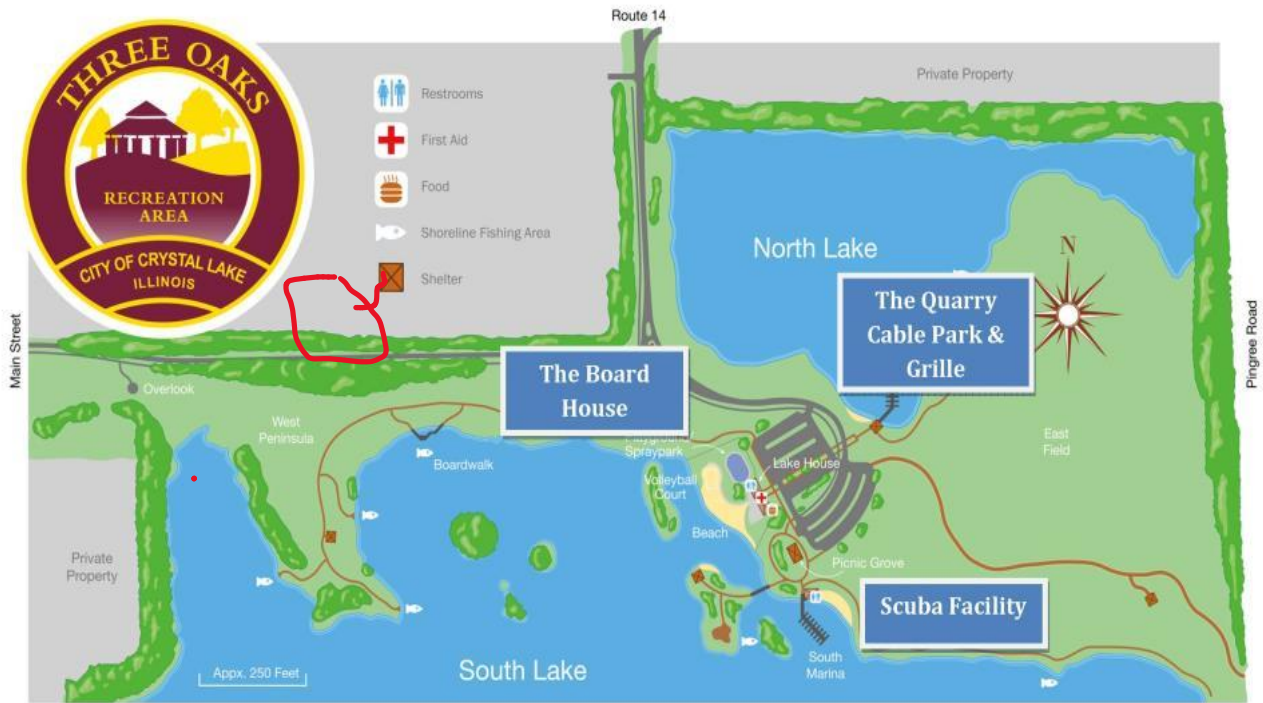 Route 14
THREE OAKS
RECREATION
AREA
CITY OF CRYSTAL LAKE
ILLINOIS
Restrooms
First Aid
Food
Shoreline Fishing Area
Shelter
Private Property
North Lake
N
The Quarry
Cable Park &
Grille
Main Street
Pingree Road
Overlook
The Board
House
West
Peninsula
Boardwalk
Playground/
Spraypark
Lake House
East
Field
Volleyball
Court
Beach
Private
Property
Picnic Grove
Scuba Facility
Appx. 250 Feet
South Lake
South
Marina